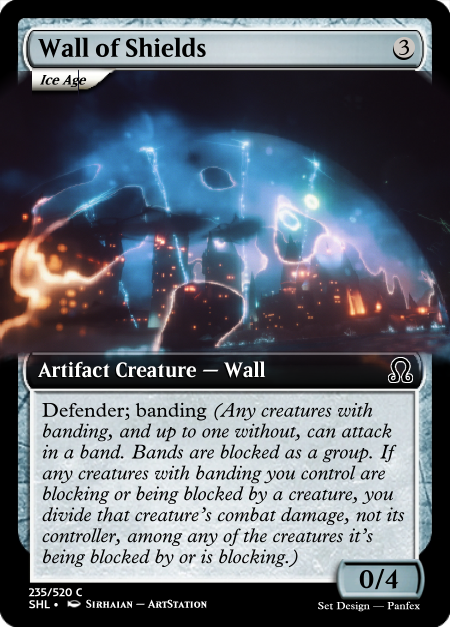 Wall of Shields 3
Ice Age
Artifact Creature — Wall
Defender; banding (Any creatures with
banding, and up to one without, can attack
in a band. Bands are blocked as a group. If
any creatures with banding you control are
blocking or being blocked by a creature, you
divide that creature's combat damage, not its
controller, among any of the creatures it's
being blocked by or is blocking.)
0/4
235/520 C
SHL • Sirhaian — ArtStation
Set Design — Panfex